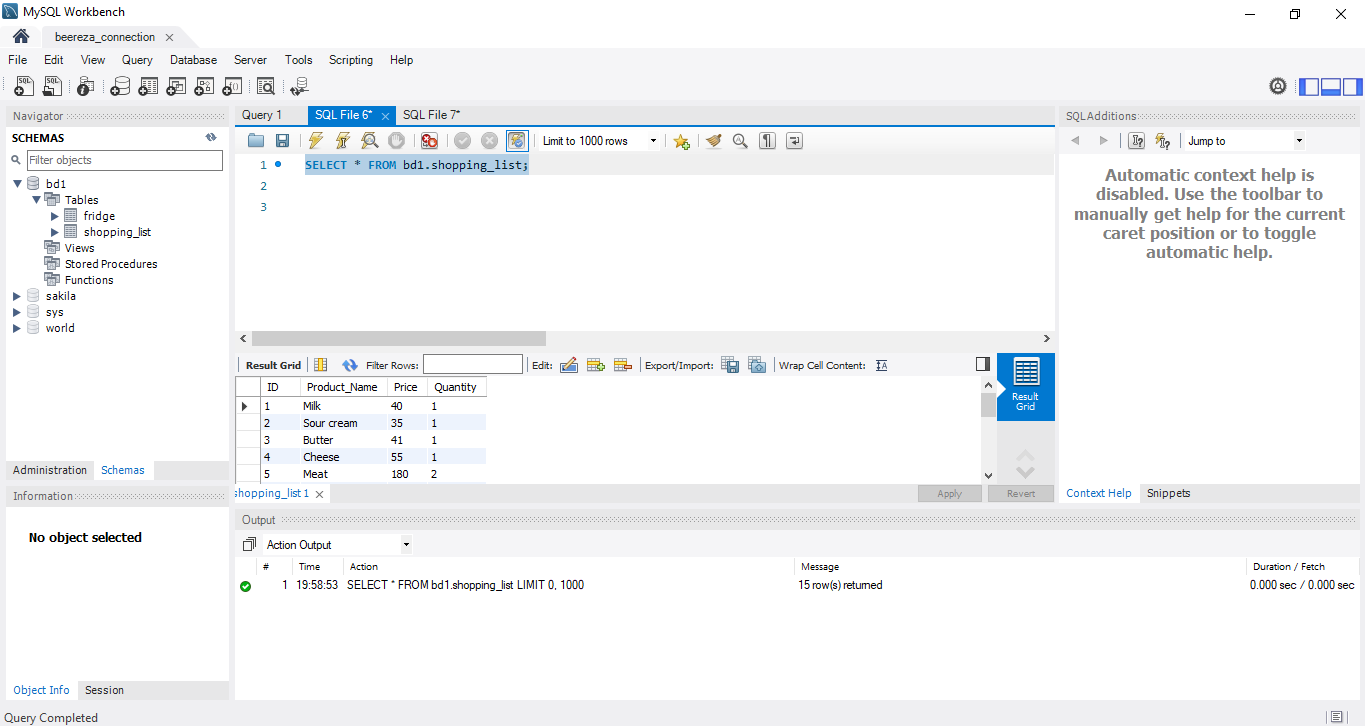 MySQL Workbench
beereza_connection
File Edit View Query Database Server Tools Scripting Help
Navigator
SCHEMAS
Filter objects
bd1
Tables
fridge
shopping_list
Views
Stored Procedures
Functions
sakila
sys
world
Administration Schemas
Information
No object selected
Object Info Session
Query 1 SQL File 6* SQL File 7*
Limit to 1000 rows
1 SELECT * FROM bd1.shopping_list;
2
3
Result Grid Filter Rows: Edit: Export/Import: Wrap Cell Content:
ID Product_Name Price Quantity
1 Milk 40 1
2 Sour cream 35 1
3 Butter 41 1
4 Cheese 55 1
5 Meat 180 2
Result
Grid
shopping_list 1 Apply Revert
SQLAdditions
Jump to
Automatic context help is
disabled. Use the toolbar to
manually get help for the current
caret position or to toggle
automatic help.
Context Help Snippets
Output
Action Output
# Time Action Message Duration / Fetch
1 19:58:53 SELECT * FROM bd1.shopping_list LIMIT 0, 1000 15 row(s) returned 0.000 sec / 0.000 sec
Query Completed